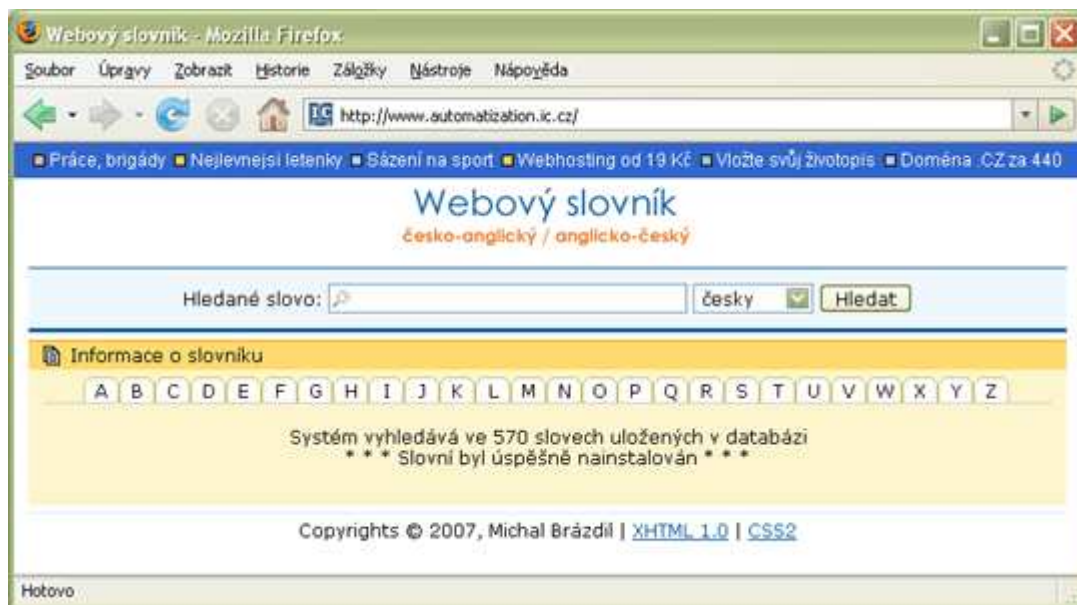 Webový slovník - Mozilla Firefox
Soubor Úpravy Zobrazit Historie Záložky Nástroje Nápověda
http://www.automatization.ic.cz/
Práce, brigády Nejlevnejsí letenky Sázení na sport Webhosting od 19 Kč Vložte svůj životopis Doména .CZ za 440
Webový slovník
česko-anglický / anglicko-český
Hledané slovo: česky Hledat
Informace o slovníku
A B C D E F G H I J K L M N O P Q R S T U V W X Y Z
Systém vyhledává ve 570 slovech uložených v databázi
* * * Slovní byl úspěšně nainstalován * * *
Copyrights © 2007, Michal Brázdil | XHTML 1.0 | CSS2
Hotovo